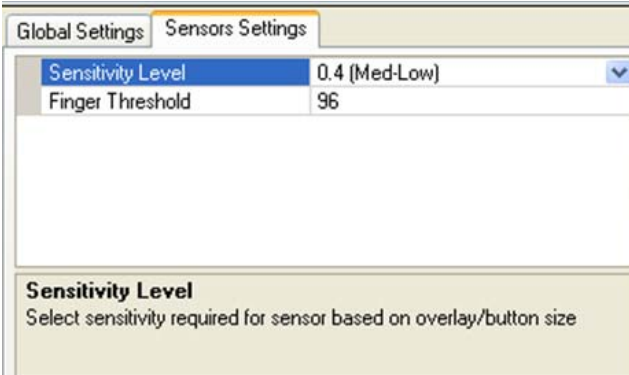 Global Settings Sensors Settings
Sensitivity Level 0.4 (Med-Low)
Finger Threshold 96
Sensitivity Level
Select sensitivity required for sensor based on overlay/button size